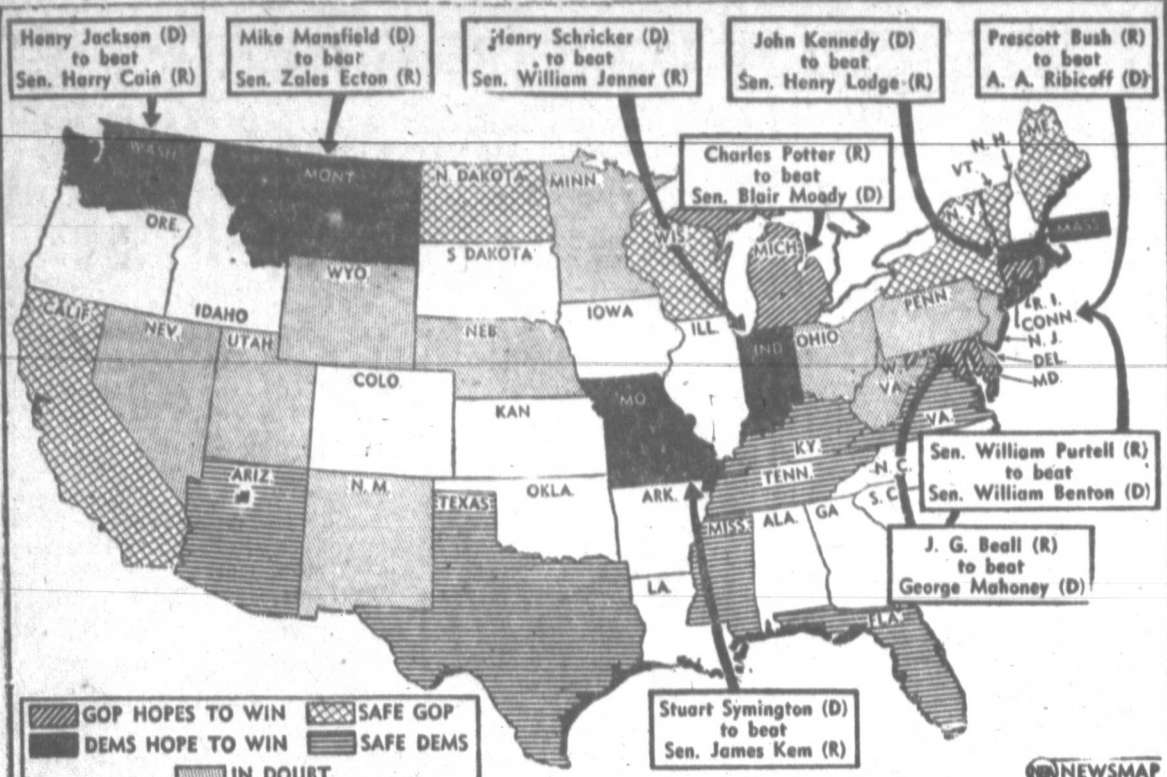 Henry Jackson (D)
to beat
Sen. Harry Cain (R)
Mike Mansfield (D)
to beat
Sen. Zales Ecton (R)
Henry Schricker (D)
to beat
Sen. William Jenner (R)
John Kennedy (D)
to beat
Sen. Henry Lodge (R)
Prescott Bush (R)
to beat
A. A. Ribicoff (D)
Charles Potter (R)
to beat
Sen. Blair Moody (D)
WASH.
MONT.
N. DAKOTA
MINN.
ME.
N. H.
VT.
ORE.
S DAKOTA
WIS.
MICH.
N. Y.
MASS.
WYO.
IDAHO
IOWA
PENN.
R. I.
CONN.
CALIF.
NEV.
UTAH
NEB
ILL.
IND
OHIO
N. J.
DEL.
MD.
W.
VA.
COLO.
KAN
MO.
KY.
VA.
ARIZ.
N. M.
TEXAS
OKLA.
ARK.
TENN.
N. C.
S. C.
MISS.
ALA.
GA
LA.
FLA.
Sen. William Purtell (R)
to beat
Sen. William Benton (D)
J. G. Beall (R)
to beat
George Mahoney (D)
Stuart Symington (D)
to beat
Sen. James Kem (R)
GOP HOPES TO WIN
SAFE GOP
DEMS HOPE TO WIN
SAFE DEMS
IN DOUBT.
NEWSMAP